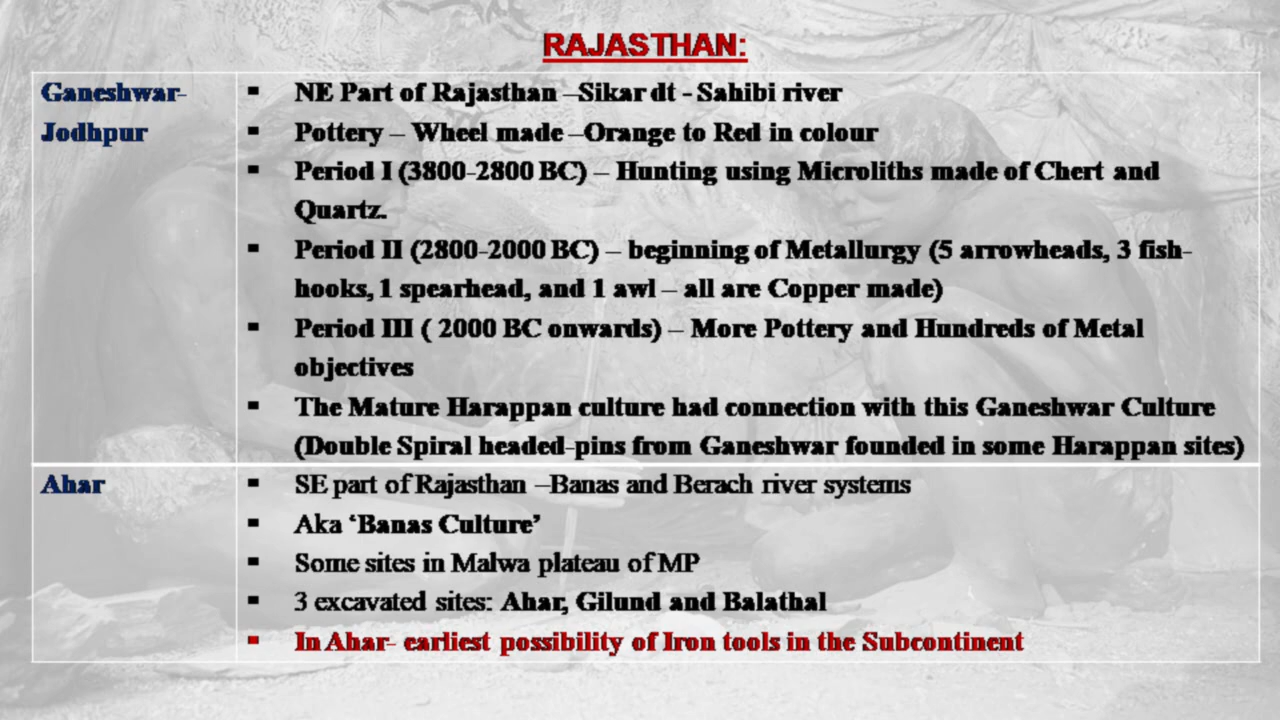 RAJASTHAN:
Ganeshwar-
Jodhpur
▪ NE Part of Rajasthan –Sikar dt - Sahibi river
▪ Pottery – Wheel made –Orange to Red in colour
▪ Period I (3800-2800 BC) – Hunting using Microliths made of Chert and
Quartz.
▪ Period II (2800-2000 BC) – beginning of Metallurgy (5 arrowheads, 3 fish-
hooks, 1 spearhead, and 1 awl – all are Copper made)
▪ Period III ( 2000 BC onwards) – More Pottery and Hundreds of Metal
objectives
▪ The Mature Harappan culture had connection with this Ganeshwar Culture
(Double Spiral headed-pins from Ganeshwar founded in some Harappan sites)
Ahar
▪ SE part of Rajasthan –Banas and Berach river systems
▪ Aka ‘Banas Culture’
▪ Some sites in Malwa plateau of MP
▪ 3 excavated sites: Ahar, Gilund and Balathal
▪ In Ahar- earliest possibility of Iron tools in the Subcontinent